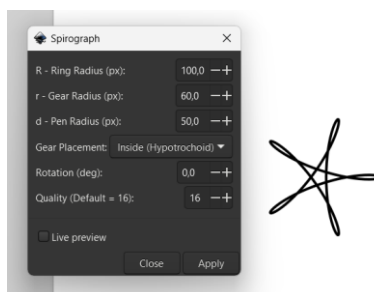 Spirograph
R - Ring Radius (px): 100,0
r - Gear Radius (px): 60,0
d - Pen Radius (px): 50,0
Gear Placement: Inside (Hypotrochoid)
Rotation (deg): 0,0
Quality (Default = 16): 16
Live preview
Close Apply